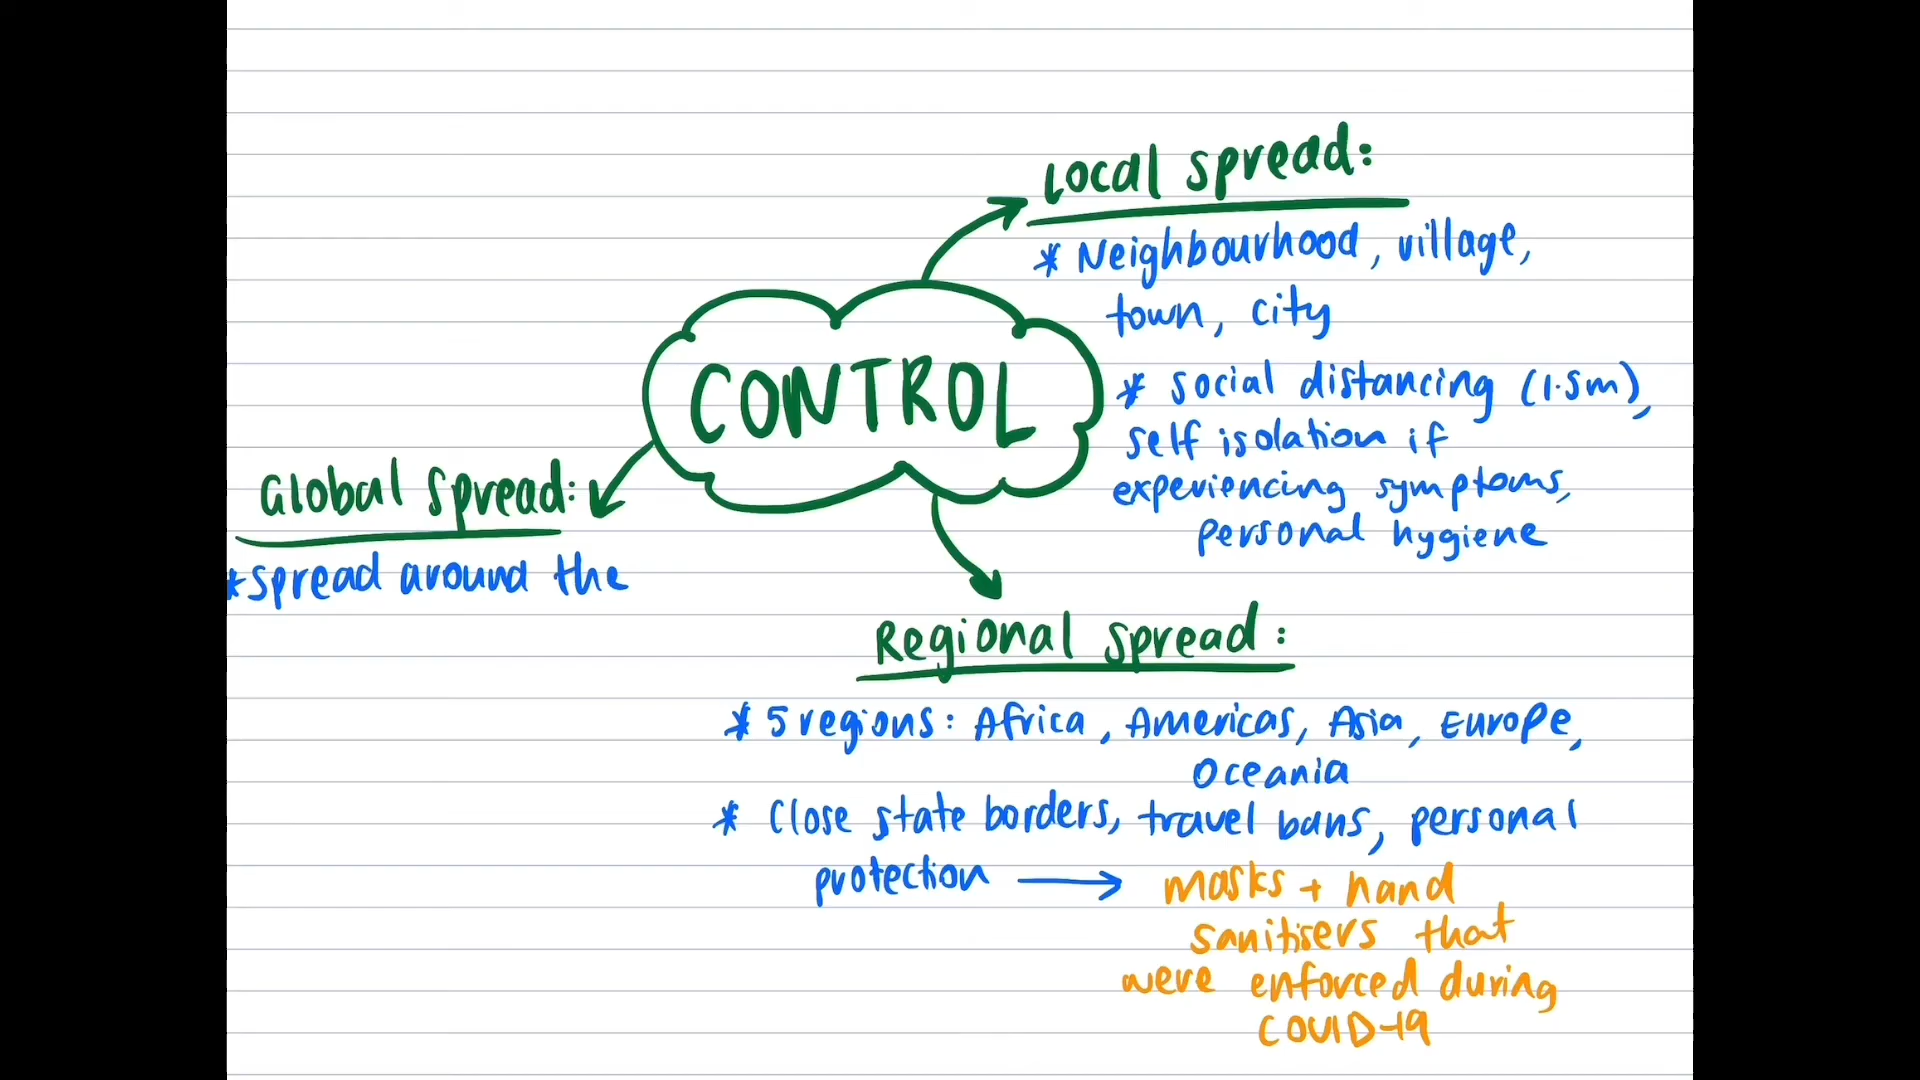 Local spread:
* Neighbourhood, village,
town, city
* social distancing (1.5m),
self isolation if
experiencing symptoms,
personal hygiene
CONTROL
Global spread:
* spread around the
Regional spread:
* 5 regions: Africa, Americas, Asia, Europe,
Oceania
* Close state borders, travel bans, personal
protection → masks + hand
sanitisers that
were enforced during
COVID-19